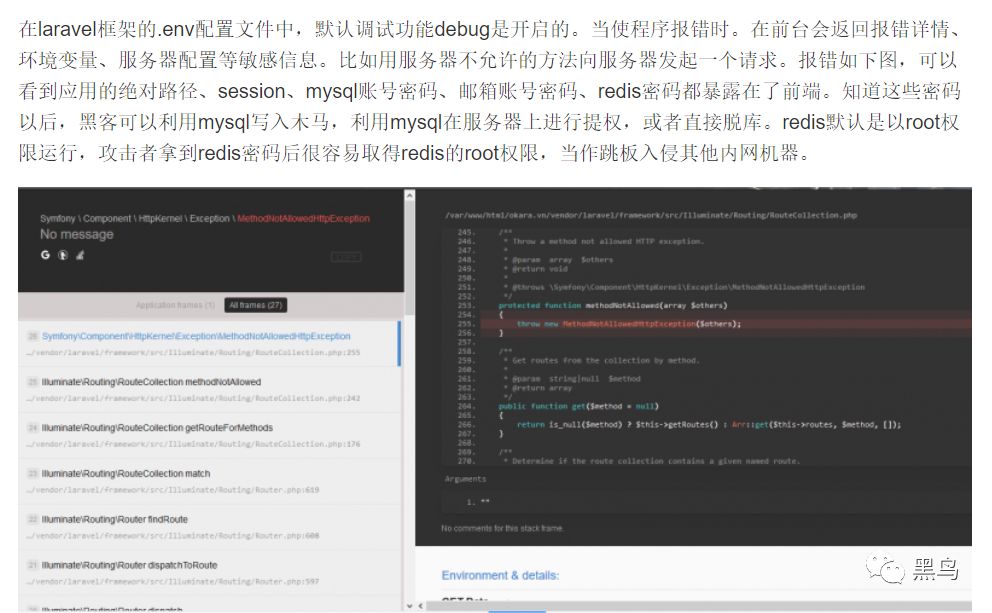 在laravel框架的.env配置文件中，默认调试功能debug是开启的。当使程序报错时。在前台会返回报错详情、
环境变量、服务器配置等敏感信息。比如用服务器不允许的方法向服务器发起一个请求。报错如下图，可以
看到应用的绝对路径、session、mysql账号密码、邮箱账号密码、redis密码都暴露在了前端。知道这些密码
以后，黑客可以利用mysql写入木马，利用mysql在服务器上进行提权，或者直接脱库。redis默认是以root权
限运行，攻击者拿到redis密码后很容易取得redis的root权限，当作跳板入侵其他内网机器。
Symfony \ Component \ HttpKernel \ Exception \ MethodNotAllowedHttpException
No message
Application frames (1)
All frames (27)
26 Symfony\Component\HttpKernel\Exception\MethodNotAllowedHttpException
…/vendor/laravel/framework/src/Illuminate/Routing/RouteCollection.php:255
25 Illuminate\Routing\RouteCollection methodNotAllowed
…/vendor/laravel/framework/src/Illuminate/Routing/RouteCollection.php:242
24 Illuminate\Routing\RouteCollection getRouteForMethods
…/vendor/laravel/framework/src/Illuminate/Routing/RouteCollection.php:176
23 Illuminate\Routing\RouteCollection match
…/vendor/laravel/framework/src/Illuminate/Routing/Router.php:619
22 Illuminate\Routing\Router findRoute
…/vendor/laravel/framework/src/Illuminate/Routing/Router.php:608
21 Illuminate\Routing\Router dispatchToRoute
…/vendor/laravel/framework/src/Illuminate/Routing/Router.php:597
Illuminate\Routing\Router dispatch
/var/www/html/okara.vn/vendor/laravel/framework/src/Illuminate/Routing/RouteCollection.php
245. /**
246. * Throw a method not allowed HTTP exception.
247. *
248. * @param array $others
249. * @return void
250. *
251. * @throws \Symfony\Component\HttpKernel\Exception\MethodNotAllowedHttpException
252. */
253. protected function methodNotAllowed(array $others)
254. {
255. throw new MethodNotAllowedHttpException($others);
256. }
257.
258. /**
259. * Get routes from the collection by method.
260. *
261. * @param string|null $method
262. * @return array
263. */
264. public function get($method = null)
265. {
266. return is_null($method) ? $this->getRoutes() : Arr::get($this->routes, $method, []);
267. }
268.
269. /**
270. * Determine if the route collection contains a given named route.
Arguments
1. ""
No comments for this stack frame.
Environment & details:
GET Data
黑鸟